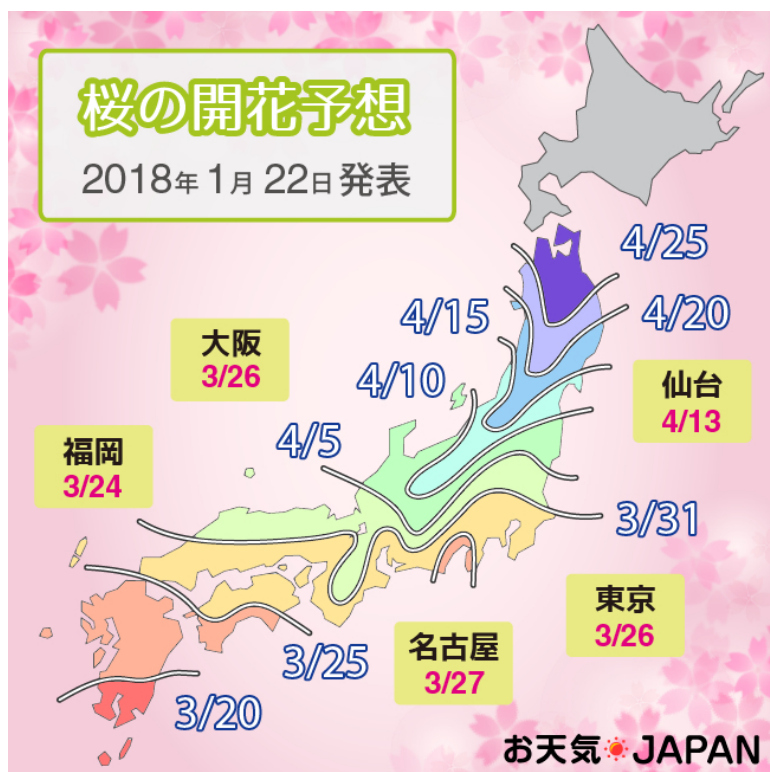 桜の開花予想
2018年1月22日発表
4/25
4/15
4/20
大阪
3/26
4/10
仙台
4/13
4/5
福岡
3/24
3/31
東京
3/26
名古屋
3/27
3/25
3/20
お天気JAPAN